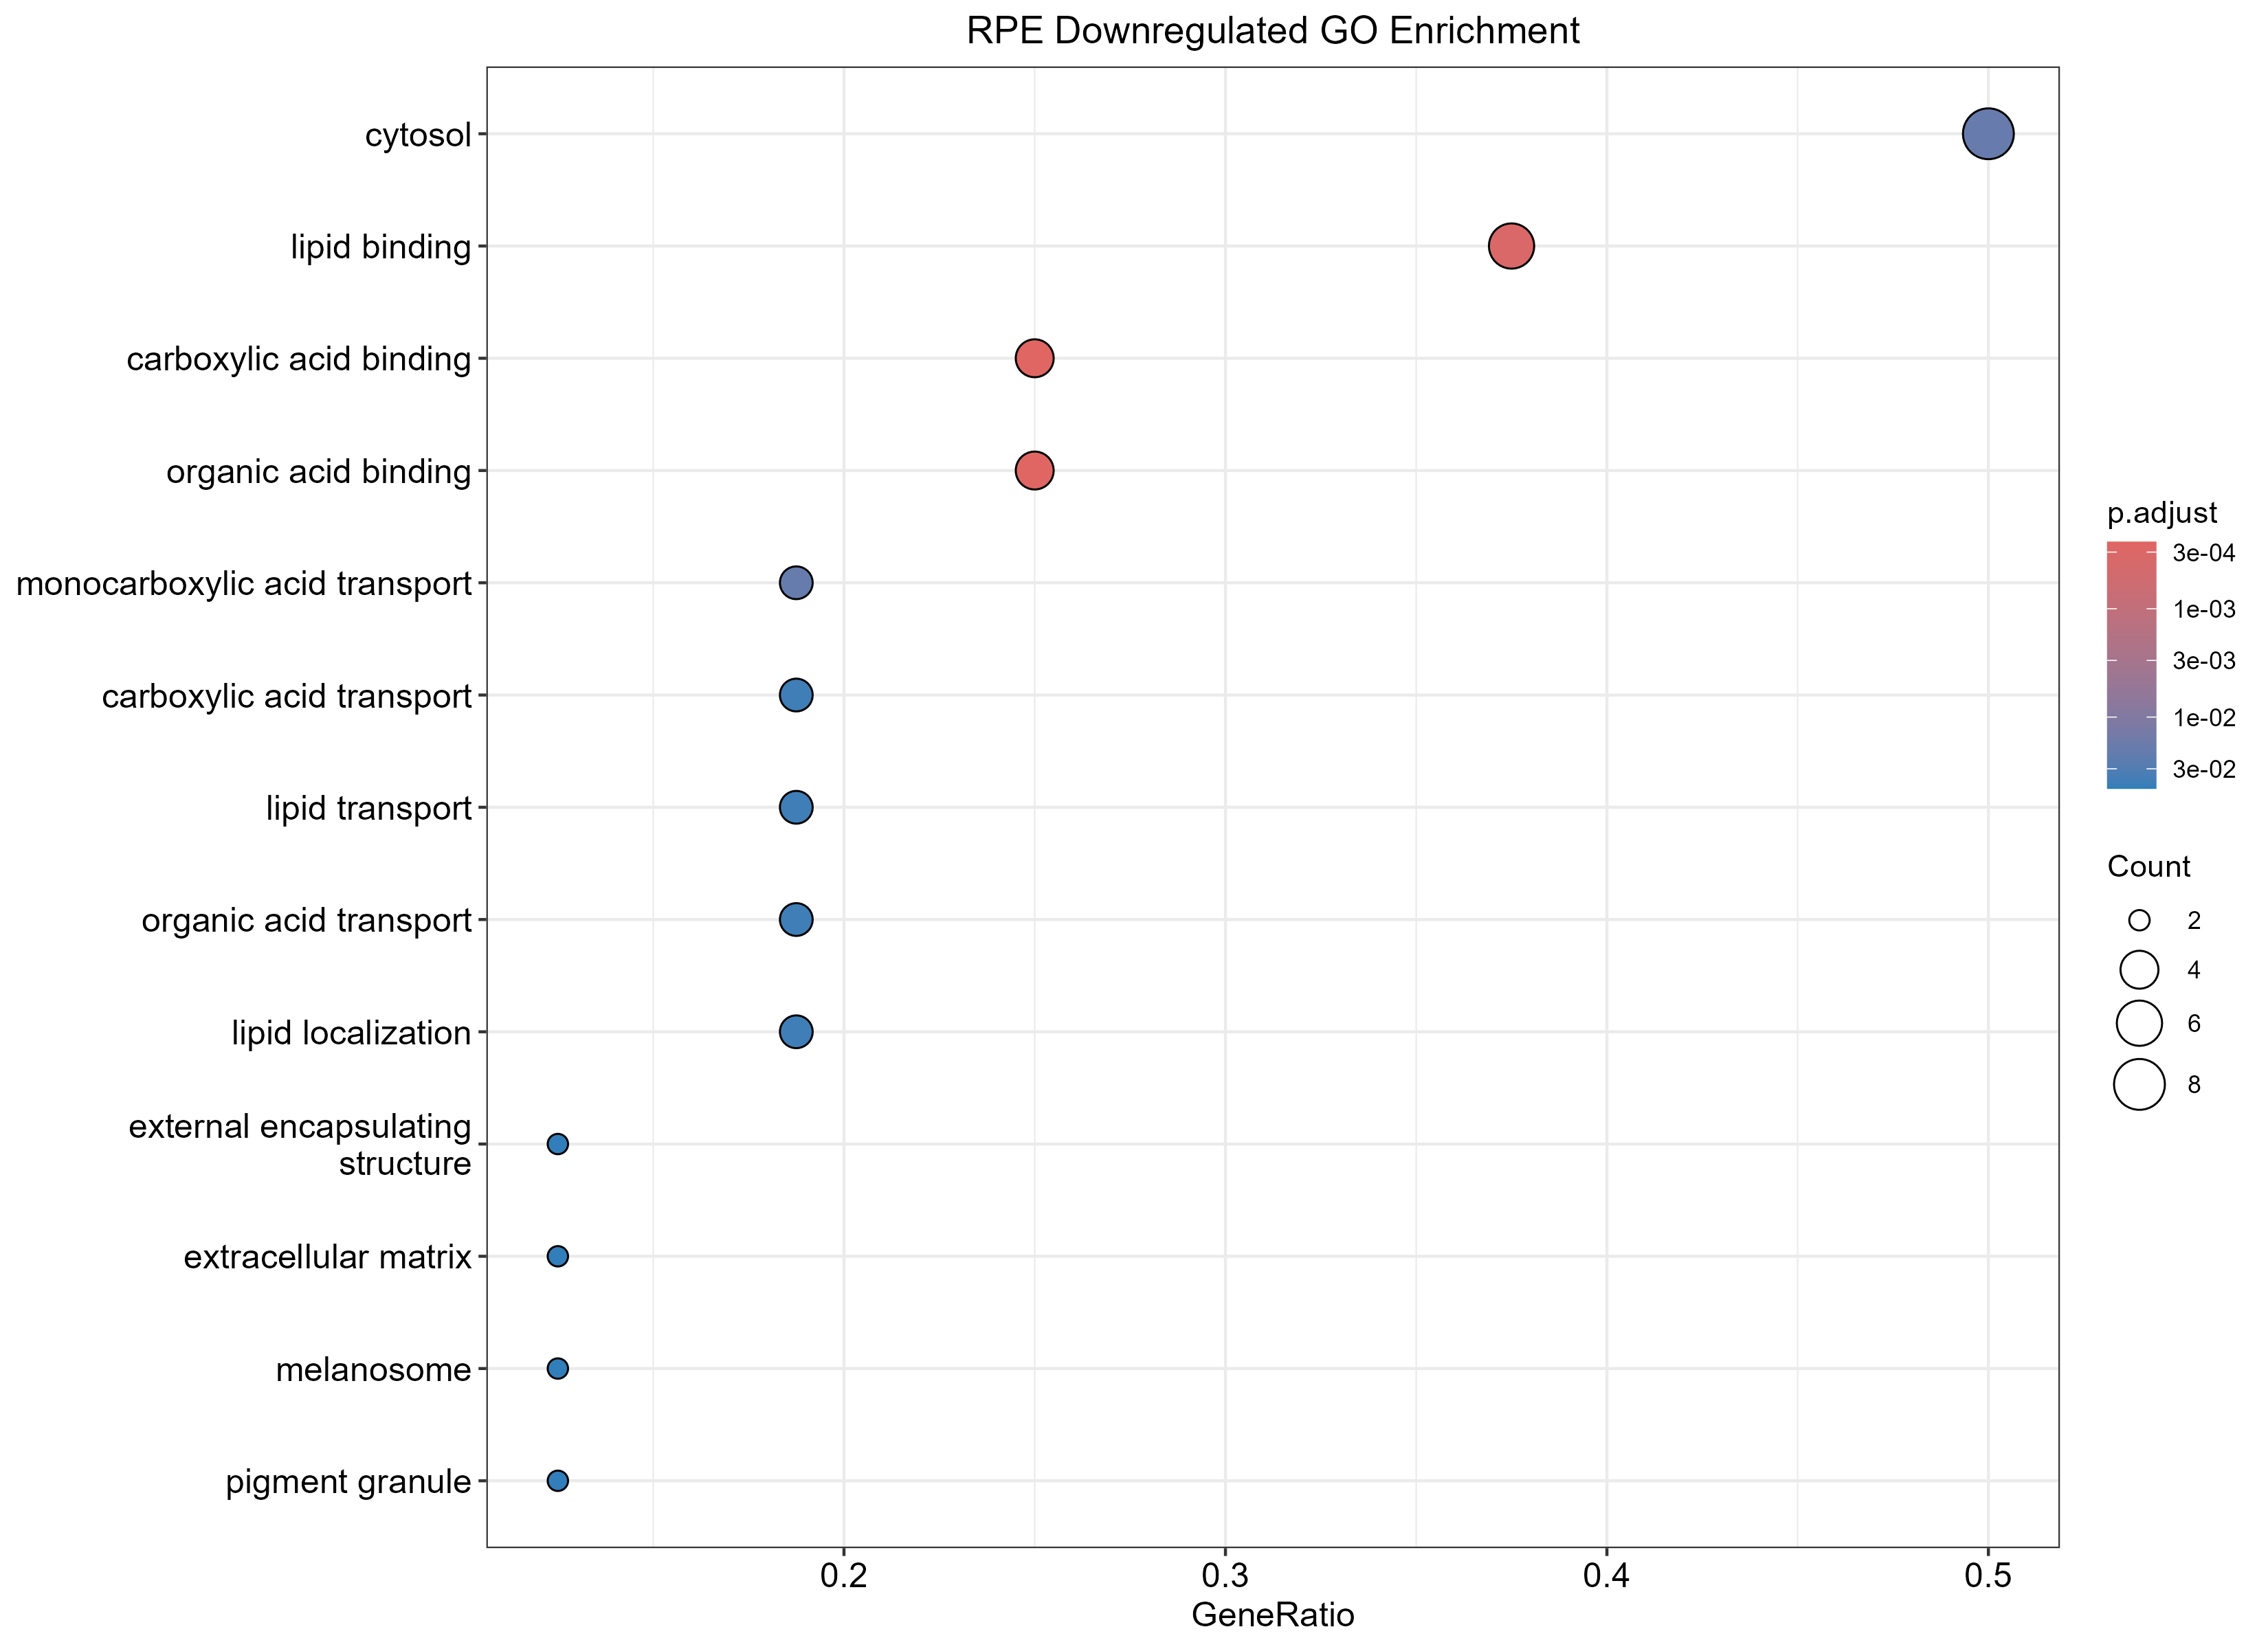 RPE Downregulated GO Enrichment
cytosol
lipid binding
carboxylic acid binding
organic acid binding
monocarboxylic acid transport
carboxylic acid transport
lipid transport
organic acid transport
lipid localization
external encapsulating
structure
extracellular matrix
melanosome
pigment granule
0.2
0.3
0.4
0.5
GeneRatio
p.adjust
3e-04
1e-03
3e-03
1e-02
3e-02
Count
2
4
6
8